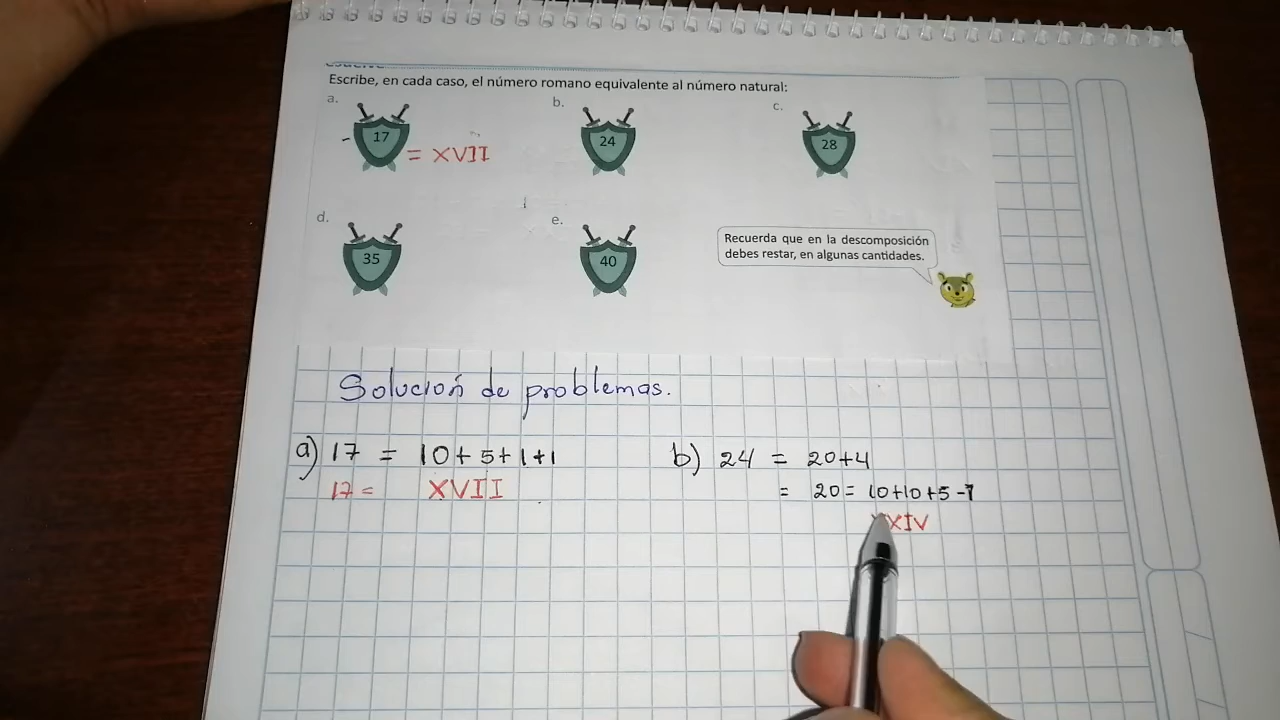 Escribe, en cada caso, el número romano equivalente al número natural:
a. 17 = XVII
b. 24
c. 28
d. 35
e. 40
Recuerda que en la descomposición
debes restar, en algunas cantidades.
Solución de problemas.
a) 17 = 10+5+1+1
17 = XVII
b) 24 = 20+4
= 20 = 10+10+5-1
XXIV